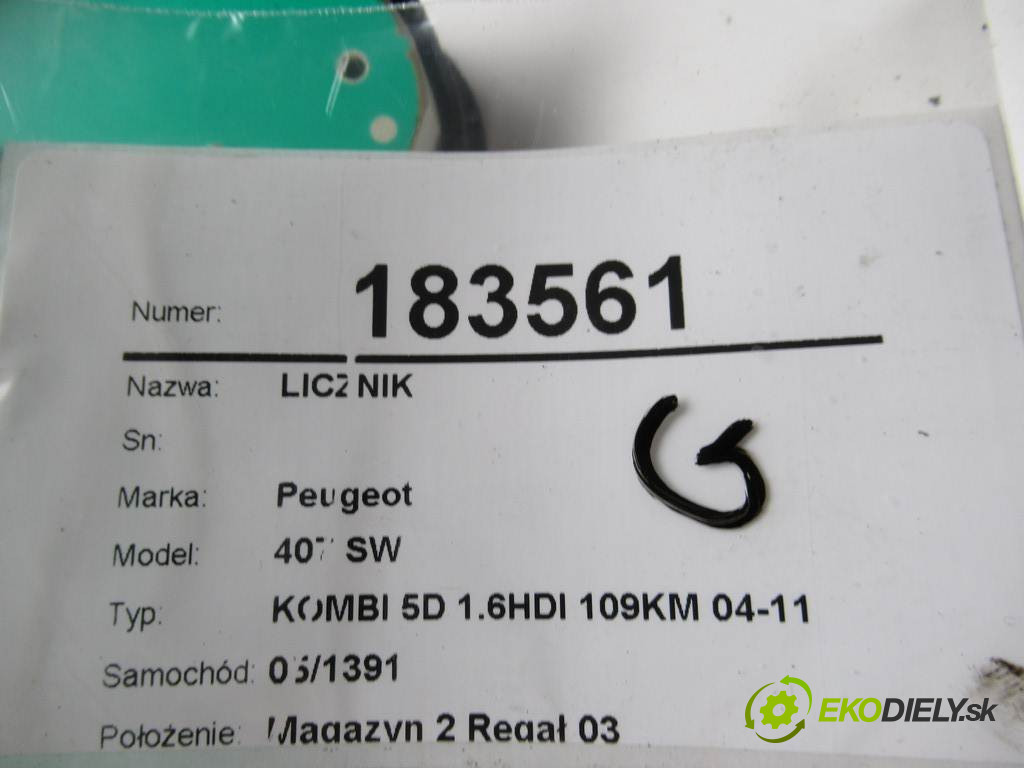 Numer: 183561
Nazwa: LICZNIK
Sn:
Marka: Peugeot
Model: 407 SW
Typ: KOMBI 5D 1.6HDI 109KM 04-11
Samochód: 05/1391
Położenie: Magazyn 2 Regał 03
G
EKODIELY.sk